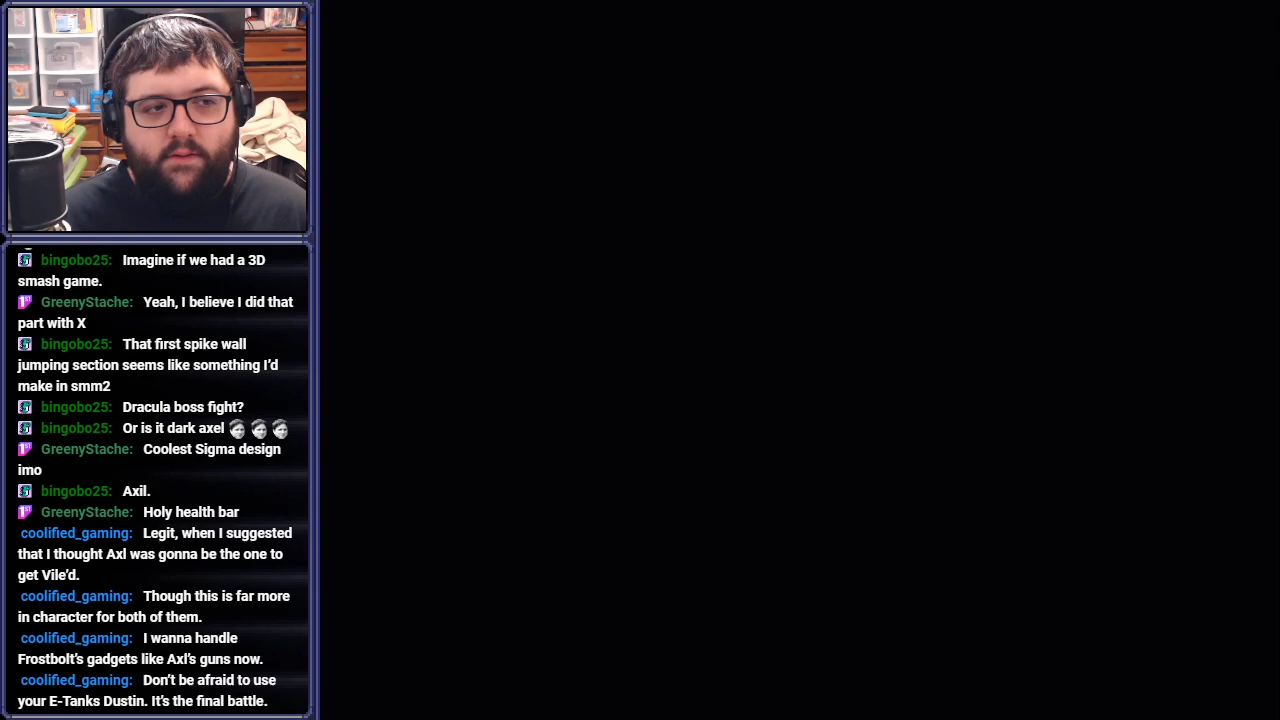 bingobo25: Imagine if we had a 3D
smash game.
GreenyStache: Yeah, I believe I did that
part with X
bingobo25: That first spike wall
jumping section seems like something I'd
make in smm2
bingobo25: Dracula boss fight?
bingobo25: Or is it dark axel
GreenyStache: Coolest Sigma design
imo
bingobo25: Axil.
GreenyStache: Holy health bar
coolified_gaming: Legit, when I suggested
that I thought Axl was gonna be the one to
get Vile'd.
coolified_gaming: Though this is far more
in character for both of them.
coolified_gaming: I wanna handle
Frostbolt's gadgets like Axl's guns now.
coolified_gaming: Don't be afraid to use
your E-Tanks Dustin. It's the final battle.